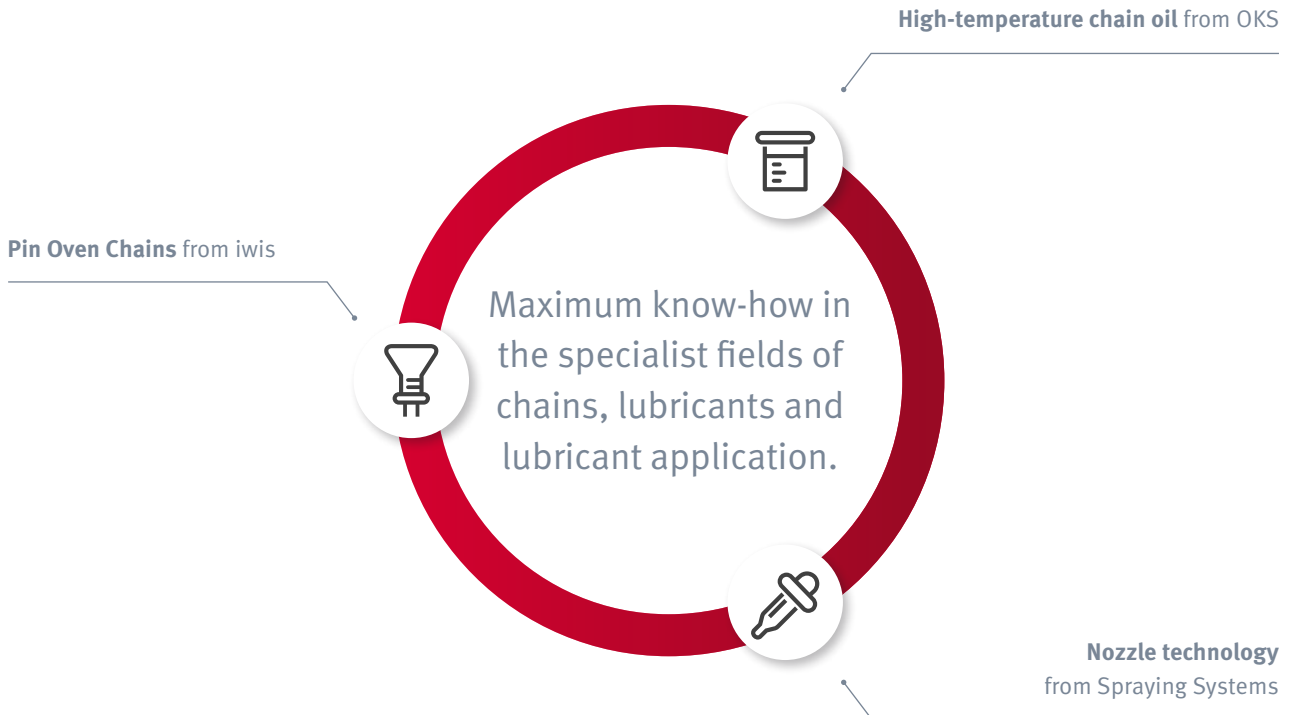 High-temperature chain oil from OKS
Pin Oven Chains from iwis
Maximum know-how in
the specialist fields of
chains, lubricants and
lubricant application.
Nozzle technology
from Spraying Systems